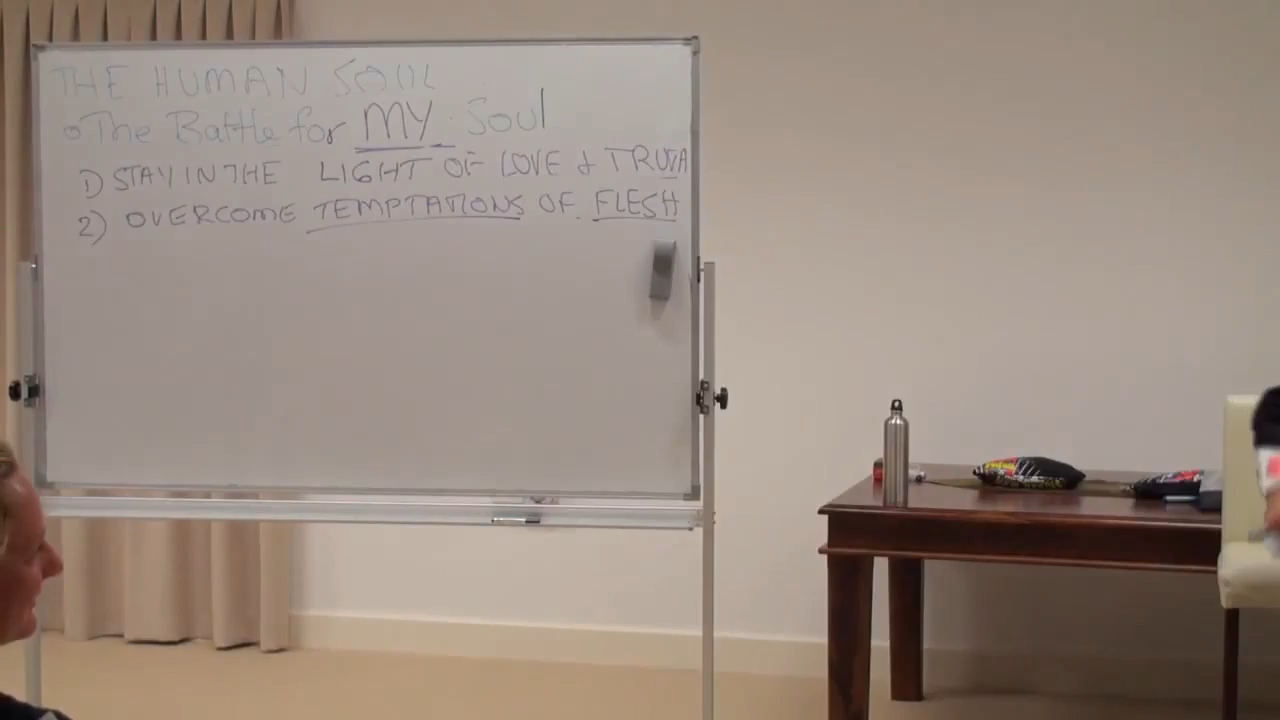 THE HUMAN SOUL
• The Battle for MY Soul
1) STAY IN THE LIGHT OF LOVE & TRUTH
2) OVERCOME TEMPTATIONS OF FLESH